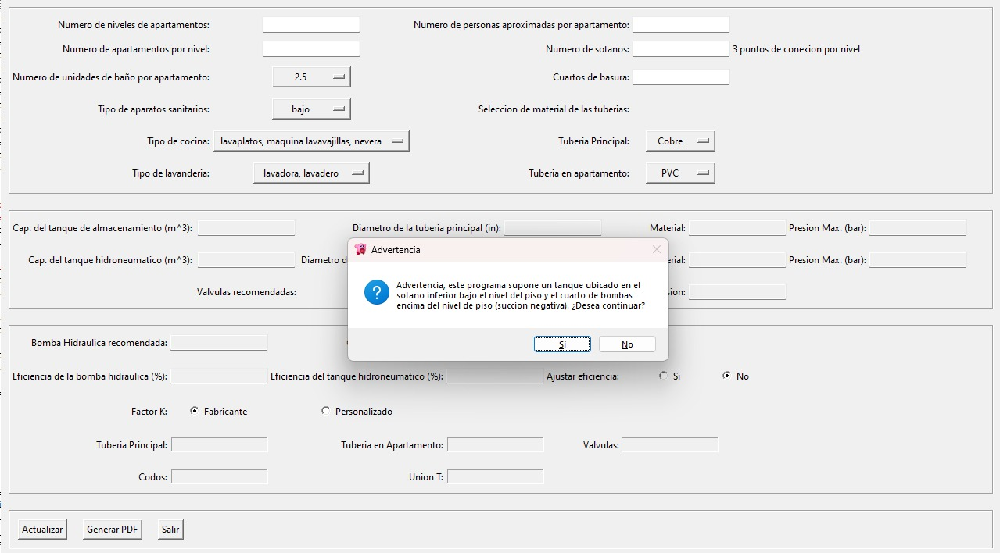 Numero de niveles de apartamentos:
Numero de personas aproximadas por apartamento:
Numero de apartamentos por nivel:
Numero de sotanos:
3 puntos de conexion por nivel
Numero de unidades de baño por apartamento:
2.5
Cuartos de basura:
Tipo de aparatos sanitarios:
bajo
Seleccion de material de las tuberias:
Tipo de cocina:
lavaplatos, maquina lavavajillas, nevera
Tuberia Principal:
Cobre
Tipo de lavanderia:
lavadora, lavadero
Tuberia en apartamento:
PVC
Cap. del tanque de almacenamiento (m^3):
Diametro de la tuberia principal (in):
Material:
Presion Max. (bar):
Cap. del tanque hidroneumatico (m^3):
Diametro d
erial:
Presion Max. (bar):
Valvulas recomendadas:
sion:
Advertencia
Advertencia, este programa supone un tanque ubicado en el
sotano inferior bajo el nivel del piso y el cuarto de bombas
encima del nivel de piso (succion negativa). ¿Desea continuar?
Sí
No
Bomba Hidraulica recomendada:
Eficiencia de la bomba hidraulica (%):
Eficiencia del tanque hidroneumatico (%):
Ajustar eficiencia:
Si
No
Factor K:
Fabricante
Personalizado
Tuberia Principal:
Tuberia en Apartamento:
Valvulas:
Codos:
Union T:
Actualizar
Generar PDF
Salir